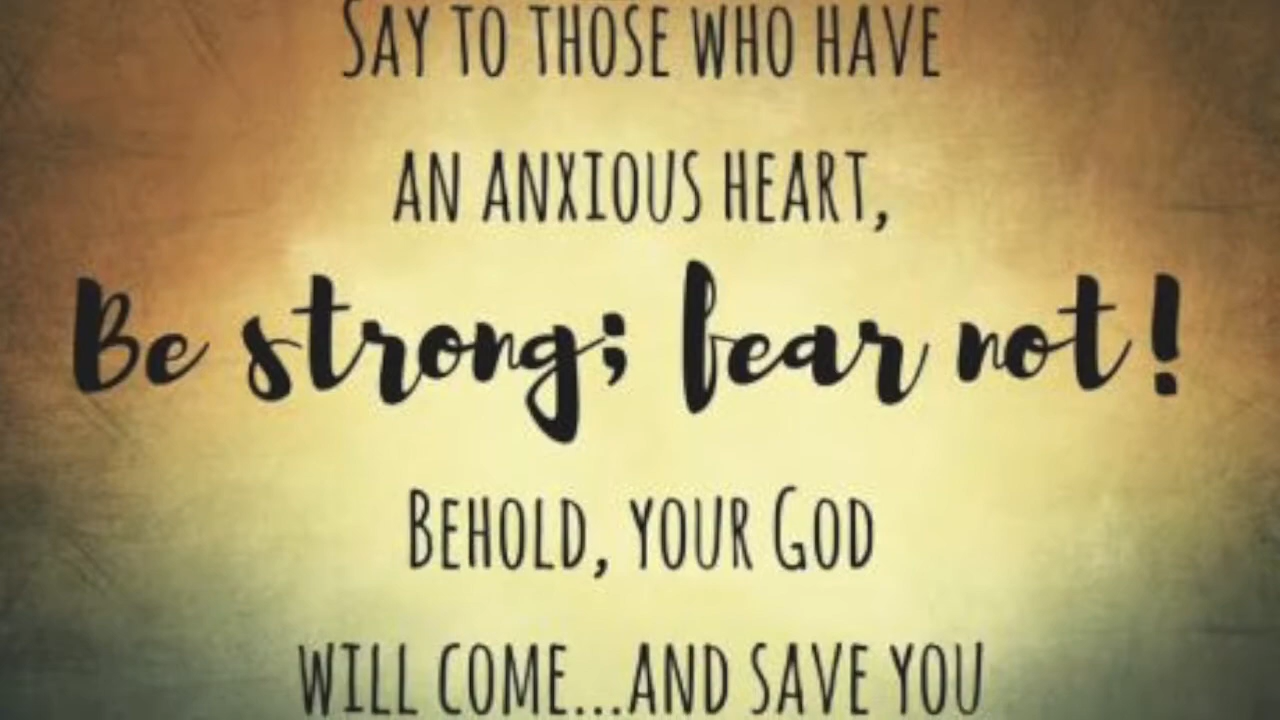 Say to those who have
an anxious heart,
Be strong; fear not!
Behold, your God
will come...and save you